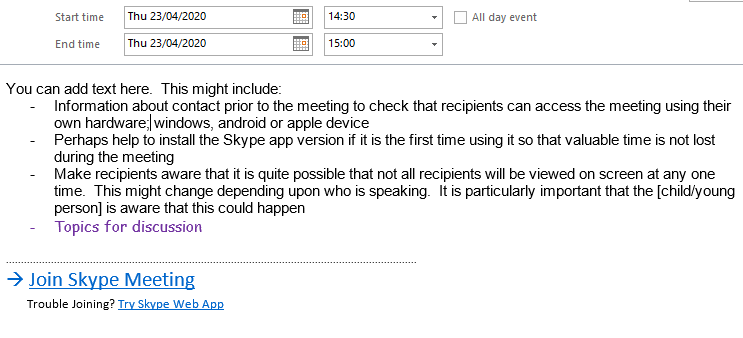 Start time Thu 23/04/2020 14:30 All day event
End time Thu 23/04/2020 15:00
You can add text here.  This might include:
- Information about contact prior to the meeting to check that recipients can access the meeting using their
own hardware; windows, android or apple device
- Perhaps help to install the Skype app version if it is the first time using it so that valuable time is not lost
during the meeting
- Make recipients aware that it is quite possible that not all recipients will be viewed on screen at any one
time.  This might change depending upon who is speaking.  It is particularly important that the [child/young
person] is aware that this could happen
- Topics for discussion
→ Join Skype Meeting
Trouble Joining? Try Skype Web App